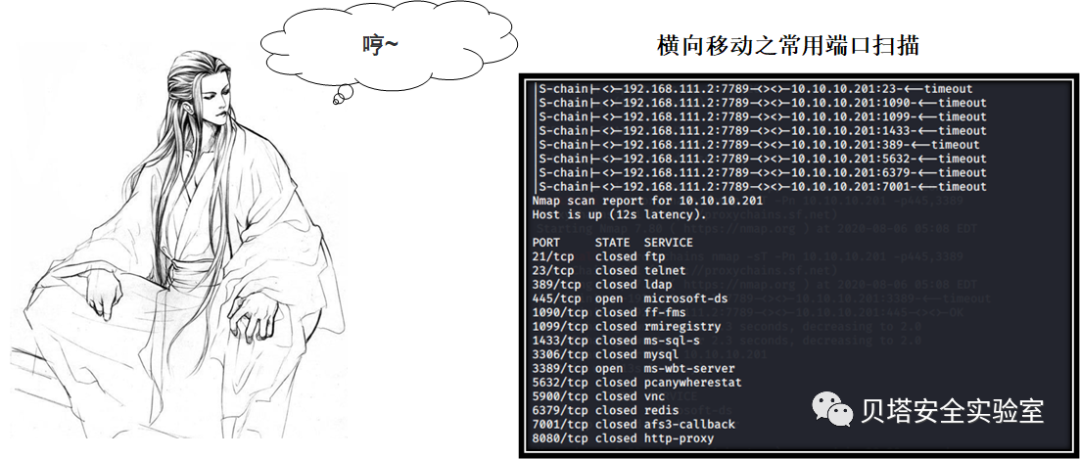 哼~
横向移动之常用端口扫描
|S-chain|-<>-192.168.111.2:7789-<><>-10.10.10.201:23-<--timeout
|S-chain|-<>-192.168.111.2:7789-<><>-10.10.10.201:1090-<--timeout
|S-chain|-<>-192.168.111.2:7789-<><>-10.10.10.201:1099-<--timeout
|S-chain|-<>-192.168.111.2:7789-<><>-10.10.10.201:1433-<--timeout
|S-chain|-<>-192.168.111.2:7789-<><>-10.10.10.201:389-<--timeout
|S-chain|-<>-192.168.111.2:7789-<><>-10.10.10.201:5632-<--timeout
|S-chain|-<>-192.168.111.2:7789-<><>-10.10.10.201:6379-<--timeout
|S-chain|-<>-192.168.111.2:7789-<><>-10.10.10.201:7001-<--timeout
Nmap scan report for 10.10.10.201
Host is up (12s latency).
PORT STATE SERVICE
21/tcp closed ftp
23/tcp closed telnet
389/tcp closed ldap
445/tcp open microsoft-ds
1090/tcp closed ff-fms
1099/tcp closed rmiregistry
1433/tcp closed ms-sql-s
3306/tcp closed mysql
3389/tcp open ms-wbt-server
5632/tcp closed pcanywherestat
5900/tcp closed vnc
6379/tcp closed redis
7001/tcp closed afs3-callback
8080/tcp closed http-proxy
贝塔安全实验室